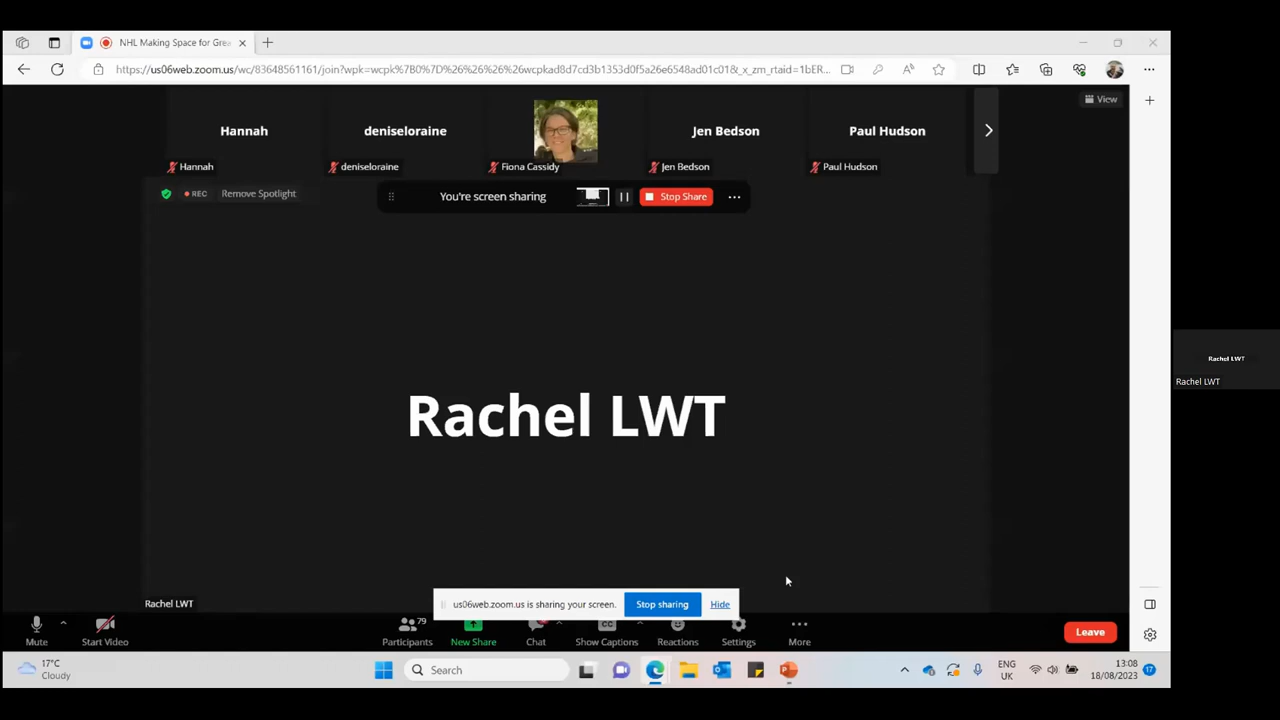 NHL Making Space for Gre
https://us06web.zoom.us/wc/83648561161/join?wpk=wcpk%7B0%7D%26%26%26%26wcpkad8d7cd3b1353d0f5a26e6548ad01c01&_x_zm_rtaid=1bER...
View
Hannah
deniseloraine
Jen Bedson
Paul Hudson
Hannah
deniseloraine
Fiona Cassidy
Jen Bedson
Paul Hudson
REC
Remove Spotlight
You're screen sharing
Stop Share
Rachel LWT
Rachel LWT
Rachel LWT
Rachel LWT
us06web.zoom.us is sharing your screen.
Stop sharing
Hide
79
CC
Mute
Start Video
Participants
New Share
Chat
Show Captions
Reactions
Settings
More
Leave
17°C
Cloudy
Search
ENG
UK
13:08
18/08/2023
17